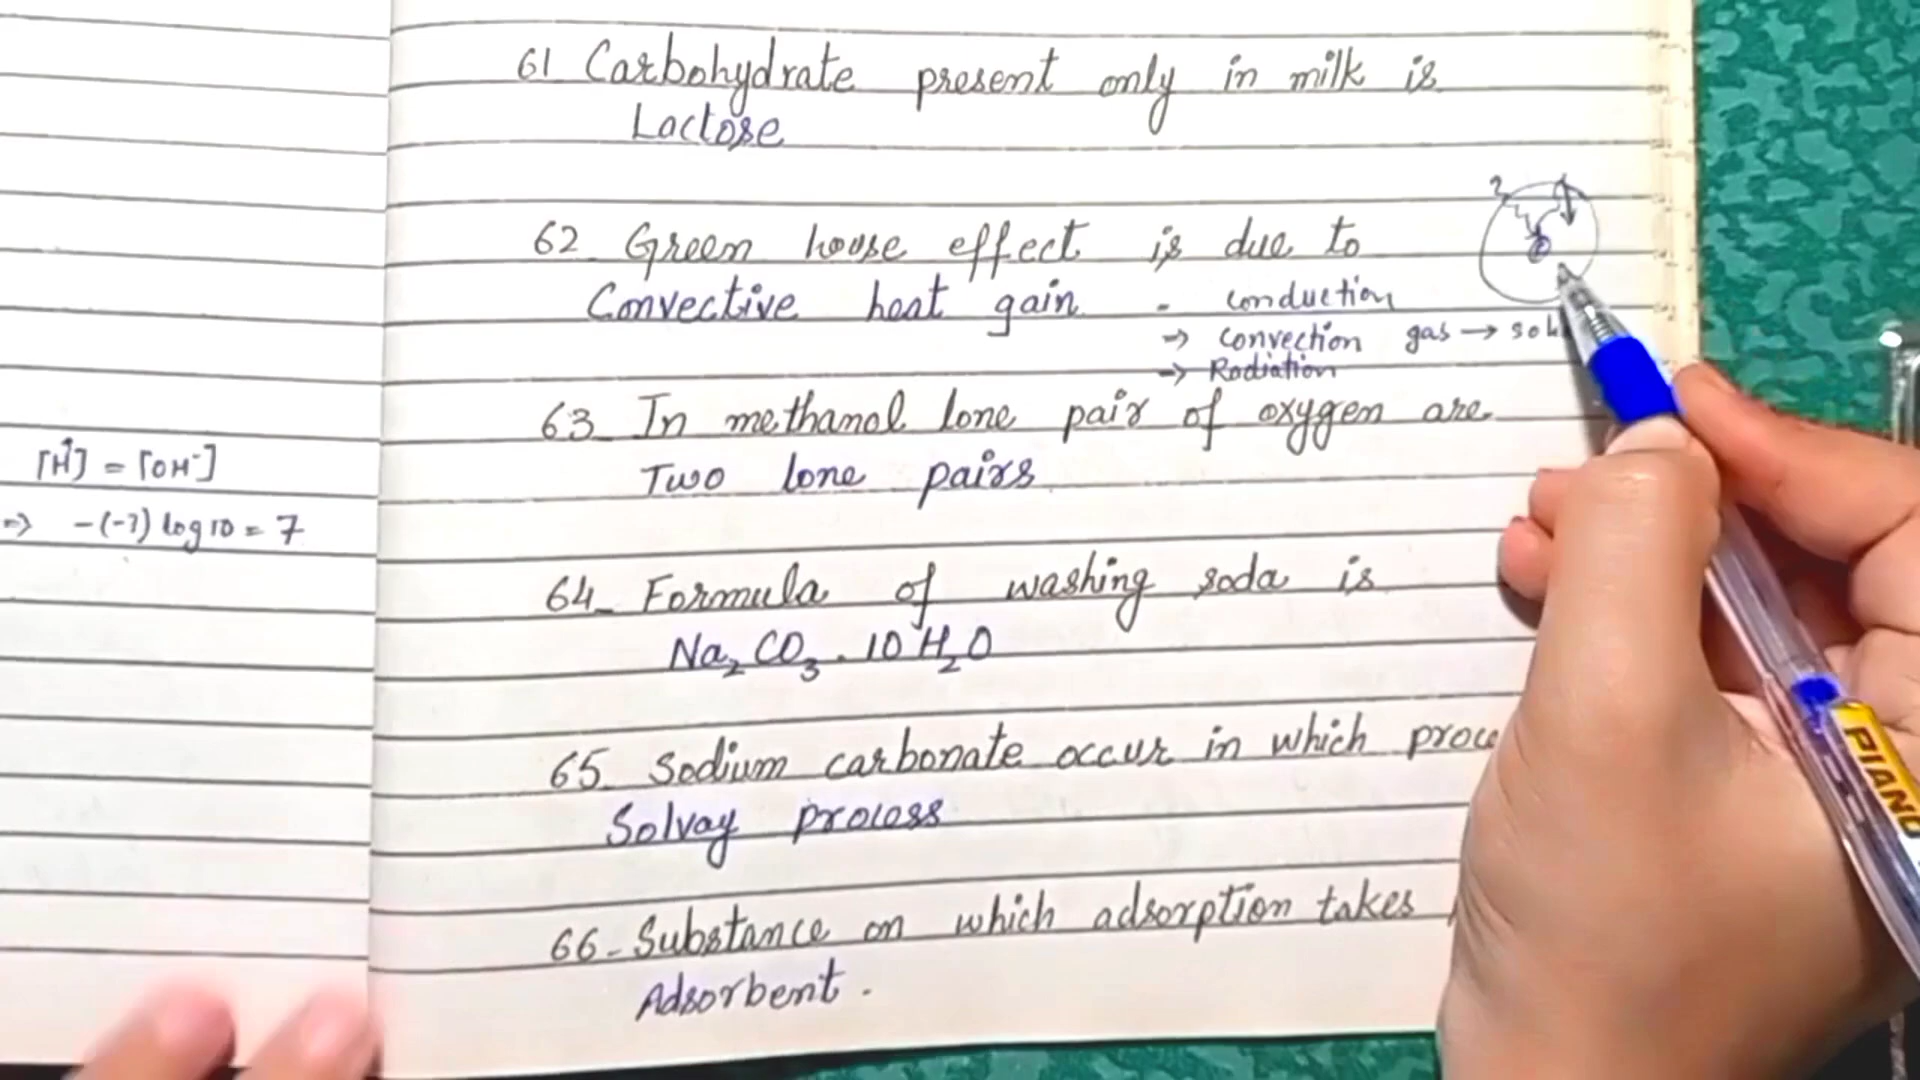 [H⁺] = [OH⁻]
=> -(-7) log 10 = 7
61 Carbohydrate present only in milk is
Lactose
62 Green house effect is due to
Convective heat gain - conduction
→ convection gas → sol
→ Radiation
63 In methanol lone pair of oxygen are
Two lone pairs
64 Formula of washing soda is
Na₂CO₃ . 10H₂O
65 Sodium carbonate occur in which proce
Solvay process
66 - Substance on which adsorption takes
Adsorbent .
PIANO